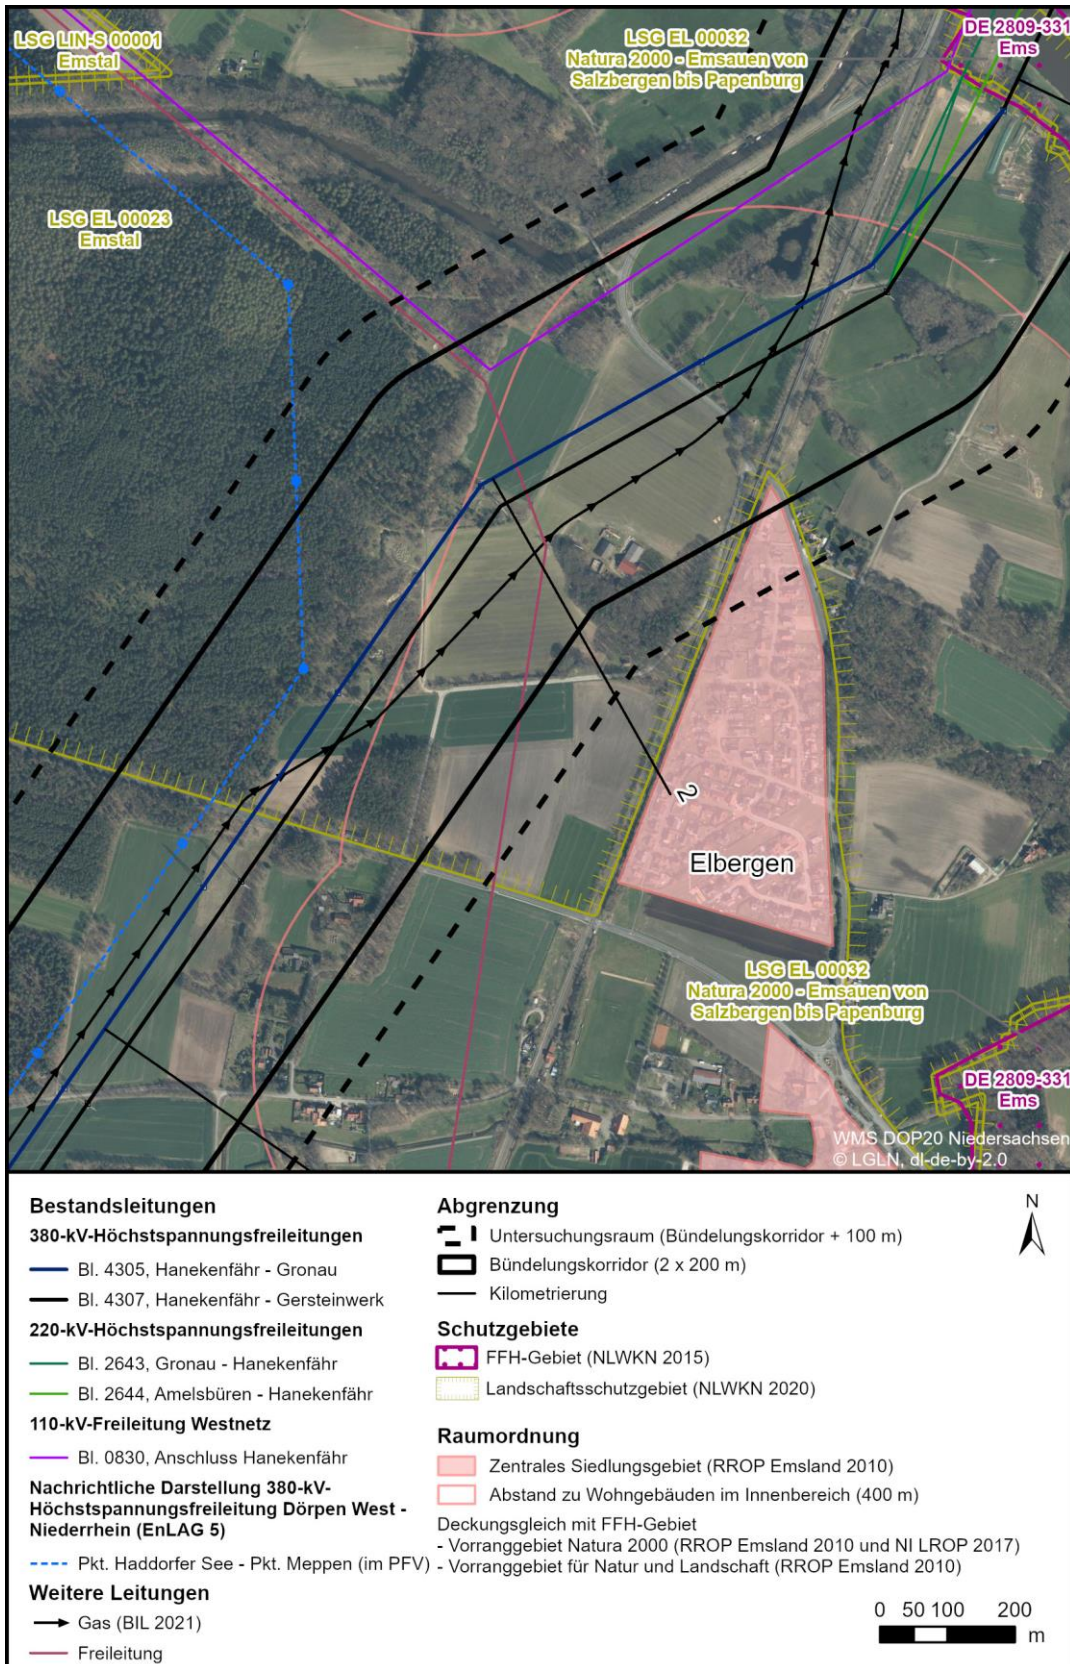 LSG LIN-S 00001
Emstal
LSG EL 00032
Natura 2000 - Emsauen von
Salzbergen bis Papenburg
DE 2809-331
Ems
LSG EL 00023
Emstal
2
Elbergen
LSG EL 00032
Natura 2000 - Emsauen von
Salzbergen bis Papenburg
DE 2809-331
Ems
WMS DOP20 Niedersachsen
© LGLN, dl-de-by-2.0
Bestandsleitungen
380-kV-Höchstspannungsfreileitungen
Bl. 4305, Hanekenfähr - Gronau
Bl. 4307, Hanekenfähr - Gersteinwerk
220-kV-Höchstspannungsfreileitungen
Bl. 2643, Gronau - Hanekenfähr
Bl. 2644, Amelsbüren - Hanekenfähr
110-kV-Freileitung Westnetz
Bl. 0830, Anschluss Hanekenfähr
Nachrichtliche Darstellung 380-kV-
Höchstspannungsfreileitung Dörpen West -
Niederrhein (EnLAG 5)
Pkt. Haddorfer See - Pkt. Meppen (im PFV)
Weitere Leitungen
Gas (BIL 2021)
Freileitung
Abgrenzung
Untersuchungsraum (Bündelungskorridor + 100 m)
Bündelungskorridor (2 x 200 m)
Kilometrierung
Schutzgebiete
FFH-Gebiet (NLWKN 2015)
Landschaftsschutzgebiet (NLWKN 2020)
Raumordnung
Zentrales Siedlungsgebiet (RROP Emsland 2010)
Abstand zu Wohngebäuden im Innenbereich (400 m)
Deckungsgleich mit FFH-Gebiet
- Vorranggebiet Natura 2000 (RROP Emsland 2010 und NI LROP 2017)
- Vorranggebiet für Natur und Landschaft (RROP Emsland 2010)
N
0 50 100 200
m